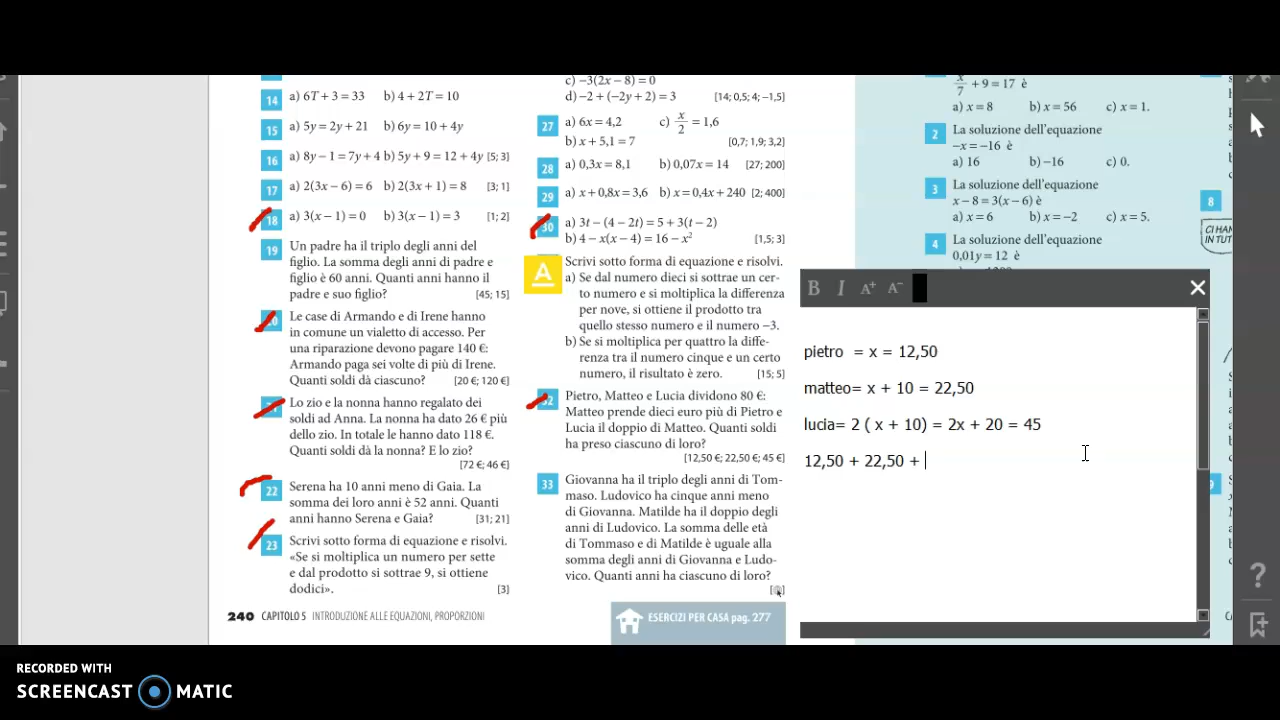 14 a) 6T + 3 = 33 b) 4 + 2T = 10
15 a) 5y = 2y + 21 b) 6y = 10 + 4y
16 a) 8y − 1 = 7y + 4 b) 5y + 9 = 12 + 4y [5; 3]
17 a) 2(3x − 6) = 6 b) 2(3x + 1) = 8 [3; 1]
18 a) 3(x − 1) = 0 b) 3(x − 1) = 3 [1; 2]
19 Un padre ha il triplo degli anni del
figlio. La somma degli anni di padre e
figlio è 60 anni. Quanti anni hanno il
padre e suo figlio? [45; 15]
20 Le case di Armando e di Irene hanno
in comune un vialetto di accesso. Per
una riparazione devono pagare 140 €:
Armando paga sei volte di più di Irene.
Quanti soldi dà ciascuno? [20 €; 120 €]
Lo zio e la nonna hanno regalato dei
soldi ad Anna. La nonna ha dato 26 € più
dello zio. In totale le hanno dato 118 €.
Quanti soldi dà la nonna? E lo zio?
[72 €; 46 €]
22 Serena ha 10 anni meno di Gaia. La
somma dei loro anni è 52 anni. Quanti
anni hanno Serena e Gaia? [31; 21]
23 Scrivi sotto forma di equazione e risolvi.
«Se si moltiplica un numero per sette
e dal prodotto si sottrae 9, si ottiene
dodici». [3]
240 CAPITOLO 5 INTRODUZIONE ALLE EQUAZIONI, PROPORZIONI
c) −3(2x − 8) = 0
d) −2 + (−2y + 2) = 3 [14; 0,5; 4; −1,5]
27 a) 6x = 4,2 c) x/2 = 1,6
b) x + 5,1 = 7 [0,7; 1,9; 3,2]
28 a) 0,3x = 8,1 b) 0,07x = 14 [27; 200]
29 a) x + 0,8x = 3,6 b) x = 0,4x + 240 [2; 400]
30 a) 3t − (4 − 2t) = 5 + 3(t − 2)
b) 4 − x(x − 4) = 16 − x² [1,5; 3]
A Scrivi sotto forma di equazione e risolvi.
a) Se dal numero dieci si sottrae un cer-
to numero e si moltiplica la differenza
per nove, si ottiene il prodotto tra
quello stesso numero e il numero −3.
b) Se si moltiplica per quattro la diffe-
renza tra il numero cinque e un certo
numero, il risultato è zero. [15; 5]
32 Pietro, Matteo e Lucia dividono 80 €:
Matteo prende dieci euro più di Pietro e
Lucia il doppio di Matteo. Quanti soldi
ha preso ciascuno di loro?
[12,50 €; 22,50 €; 45 €]
33 Giovanna ha il triplo degli anni di Tom-
maso. Ludovico ha cinque anni meno
di Giovanna. Matilde ha il doppio degli
anni di Ludovico. La somma delle età
di Tommaso e di Matilde è uguale alla
somma degli anni di Giovanna e Ludo-
vico. Quanti anni ha ciascuno di loro?
ESERCIZI PER CASA pag. 277
x/7 + 9 = 17 è
a) x = 8 b) x = 56 c) x = 1.
2 La soluzione dell'equazione
−x = −16 è
a) 16 b) −16 c) 0.
3 La soluzione dell'equazione
x − 8 = 3(x − 6) è
a) x = 6 b) x = −2 c) x = 5.
4 La soluzione dell'equazione
0,01y = 12 è
8
CI HAN
IN TUT
B I A+ A-
pietro = x = 12,50
matteo= x + 10 = 22,50
lucia= 2 ( x + 10) = 2x + 20 = 45
12,50 + 22,50 +
?
RECORDED WITH
SCREENCAST MATIC